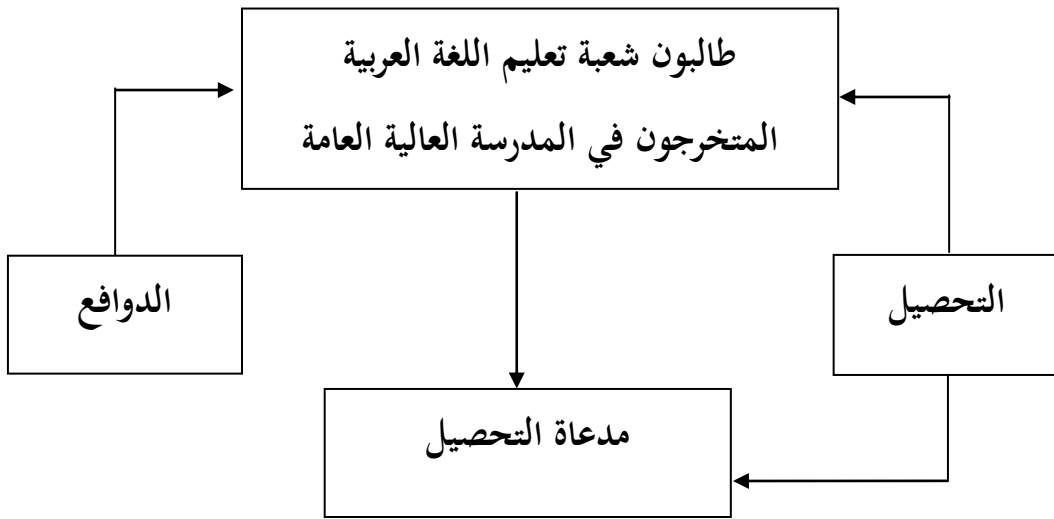 طالبون شعبة تعليم اللغة العربية
المتخرجون في المدرسة العالية العامة
التحصيل
الدوافع
مدعاة التحصيل